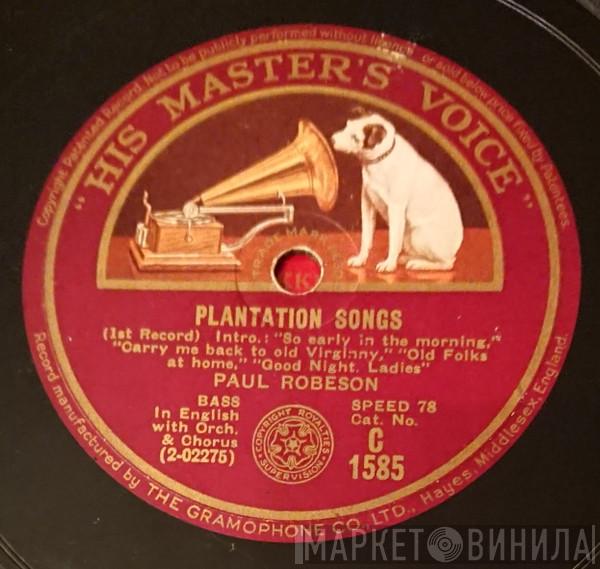 Copyright. Patented Record. Not to be publicly performed without licence or sold below price fixed by Patentees.
"HIS MASTER'S VOICE"
TRADE MARK
PLANTATION SONGS
(1st Record) Intro.: "So early in the morning,"
"Carry me back to old Virginny," "Old Folks
at home," "Good Night, Ladies"
PAUL ROBESON
BASS
In English
with Orch.
& Chorus
(2-02275)
COPYRIGHT ROYALTIES SUPERVISION
SPEED 78
Cat. No.
C
1585
Record manufactured by THE GRAMOPHONE CO., LTD., Hayes, Middlesex, England.
МАРКЕТ ВИНИЛА